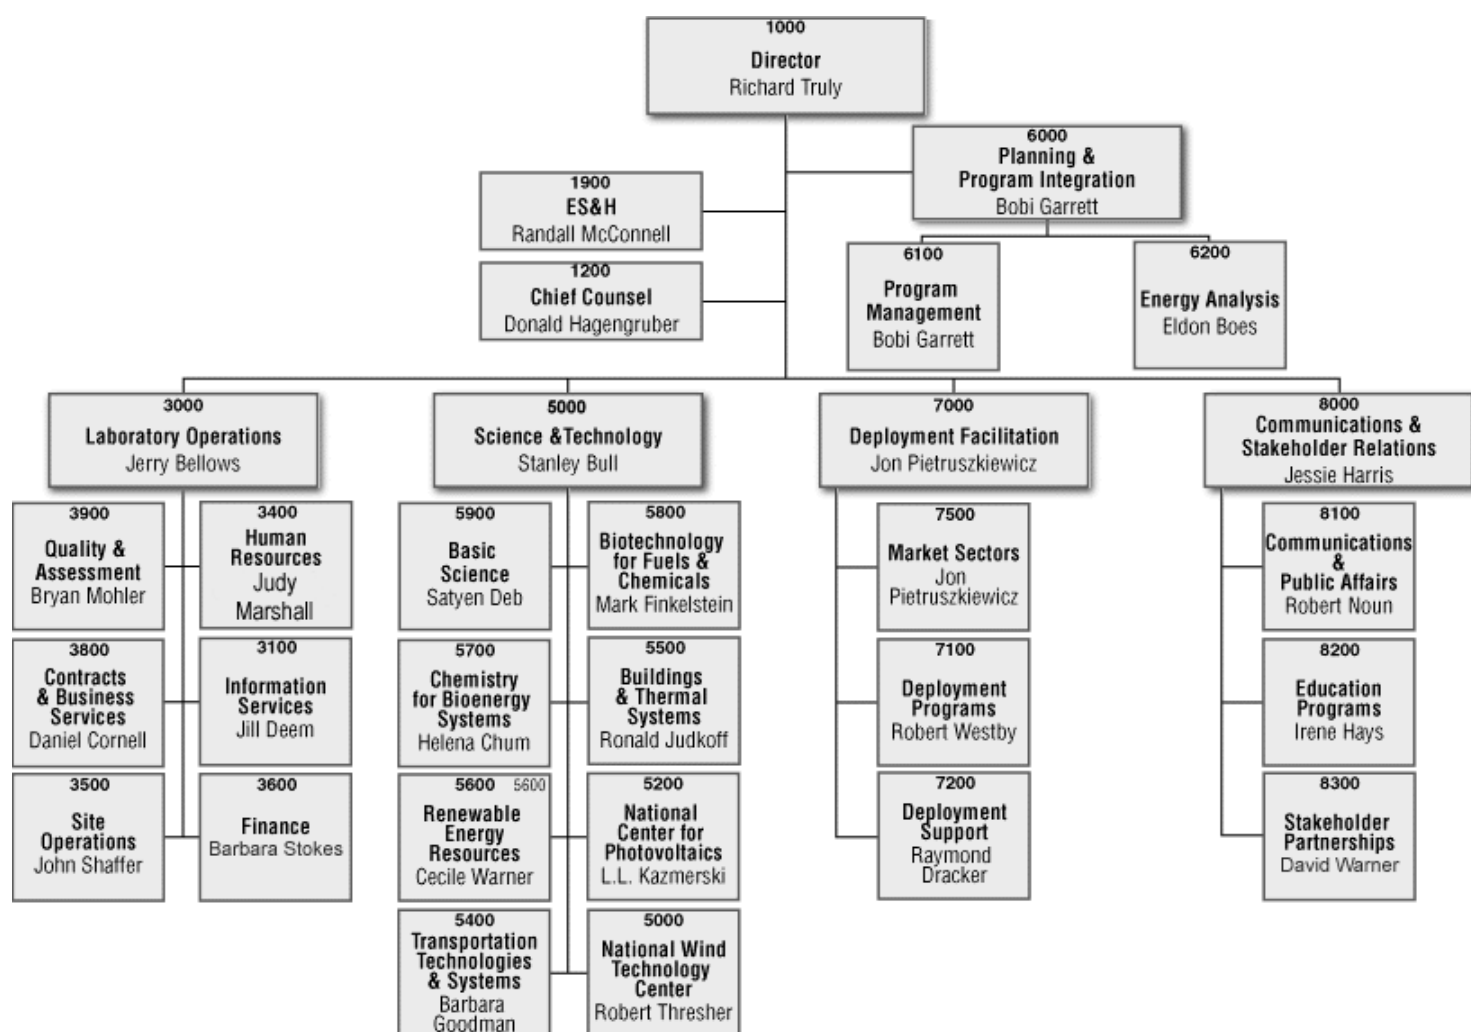 1000
Director
Richard Truly
6000
Planning &
Program Integration
Bobi Garrett
1900
ES&H
Randall McConnell
1200
Chief Counsel
Donald Hagengruber
6100
Program
Management
Bobi Garrett
6200
Energy Analysis
Eldon Boes
3000
Laboratory Operations
Jerry Bellows
5000
Science &Technology
Stanley Bull
7000
Deployment Facilitation
Jon Pietruszkiewicz
8000
Communications &
Stakeholder Relations
Jessie Harris
3900
Quality &
Assessment
Bryan Mohler
3400
Human
Resources
Judy
Marshall
5900
Basic
Science
Satyen Deb
5800
Biotechnology
for Fuels &
Chemicals
Mark Finkelstein
7500
Market Sectors
Jon
Pietruszkiewicz
8100
Communications
&
Public Affairs
Robert Noun
3800
Contracts
& Business
Services
Daniel Cornell
3100
Information
Services
Jill Deem
5700
Chemistry
for Bioenergy
Systems
Helena Chum
5500
Buildings
& Thermal
Systems
Ronald Judkoff
7100
Deployment
Programs
Robert Westby
8200
Education
Programs
Irene Hays
3500
Site
Operations
John Shaffer
3600
Finance
Barbara Stokes
5600 5600
Renewable
Energy
Resources
Cecile Warner
5200
National
Center for
Photovoltaics
L.L. Kazmerski
7200
Deployment
Support
Raymond
Dracker
8300
Stakeholder
Partnerships
David Warner
5400
Transportation
Technologies
& Systems
Barbara
Goodman
5000
National Wind
Technology
Center
Robert Thresher